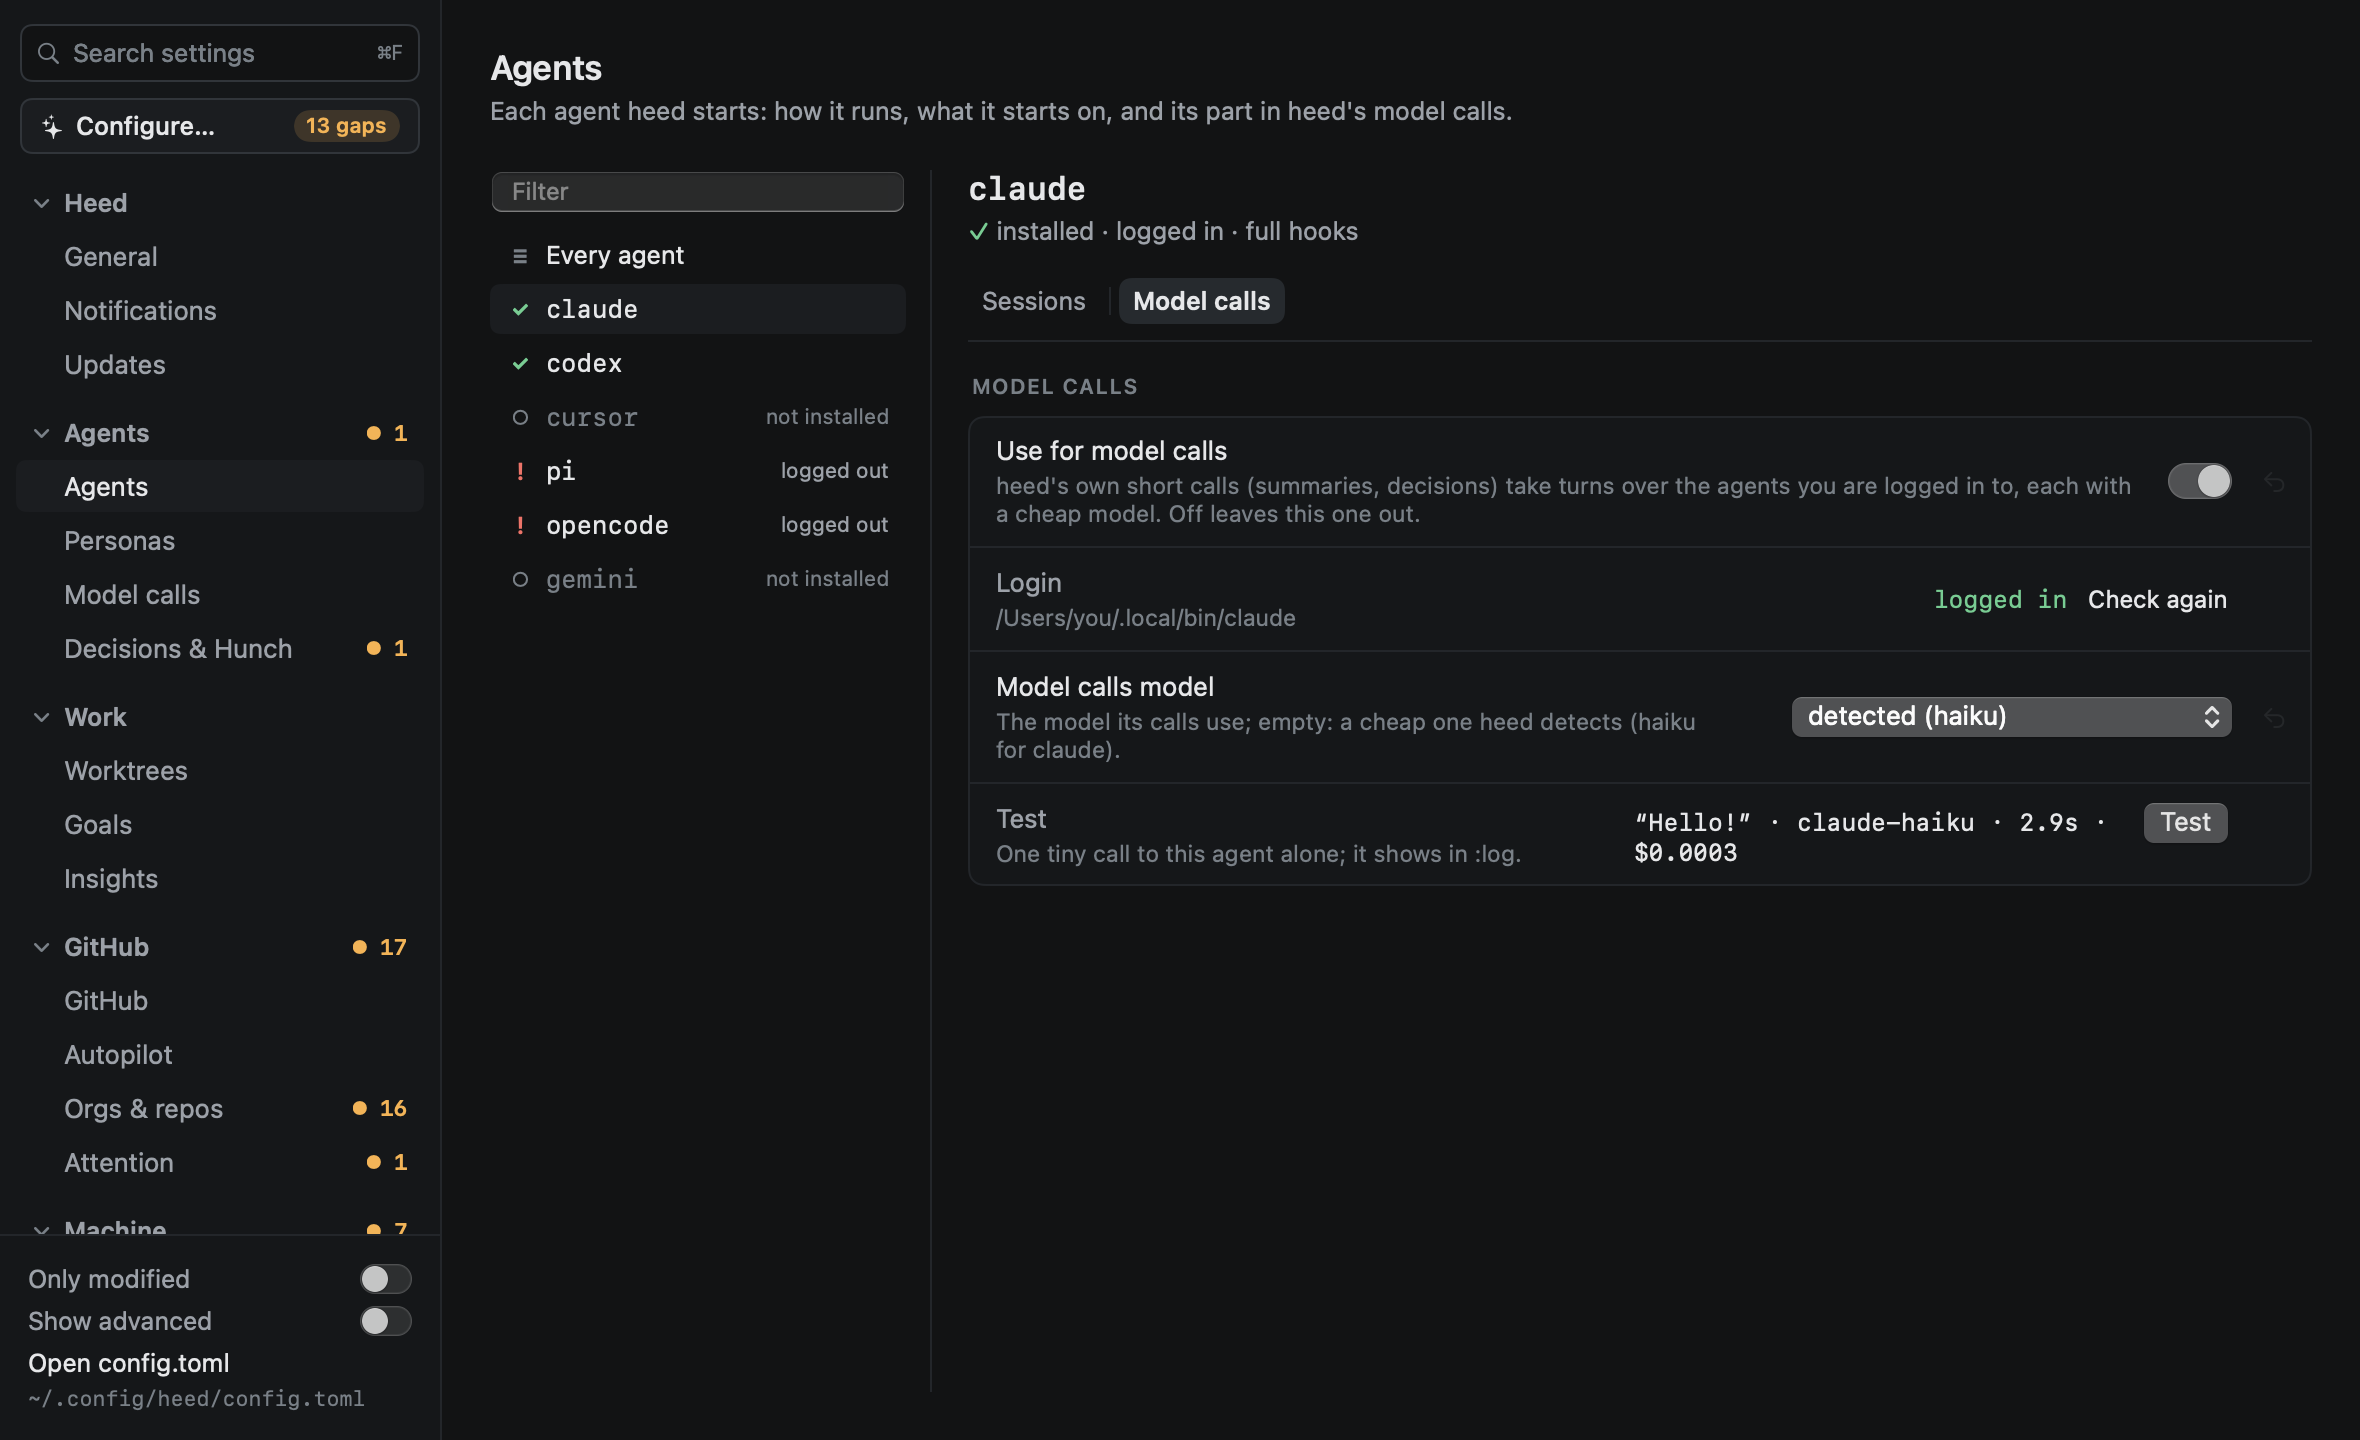 Search settings ⌘F
Configure... 13 gaps
Heed
General
Notifications
Updates
Agents 1
Agents
Personas
Model calls
Decisions & Hunch 1
Work
Worktrees
Goals
Insights
GitHub 17
GitHub
Autopilot
Orgs & repos 16
Attention 1
Machine 7
Only modified
Show advanced
Open config.toml
~/.config/heed/config.toml
Agents
Each agent heed starts: how it runs, what it starts on, and its part in heed's model calls.
Filter
Every agent
claude
codex
cursor not installed
! pi logged out
! opencode logged out
gemini not installed
claude
✓ installed · logged in · full hooks
Sessions Model calls
MODEL CALLS
Use for model calls
heed's own short calls (summaries, decisions) take turns over the agents you are logged in to, each with
a cheap model. Off leaves this one out.
Login
/Users/you/.local/bin/claude
logged in Check again
Model calls model
The model its calls use; empty: a cheap one heed detects (haiku
for claude).
detected (haiku)
Test
One tiny call to this agent alone; it shows in :log.
“Hello!” · claude-haiku · 2.9s ·
$0.0003
Test